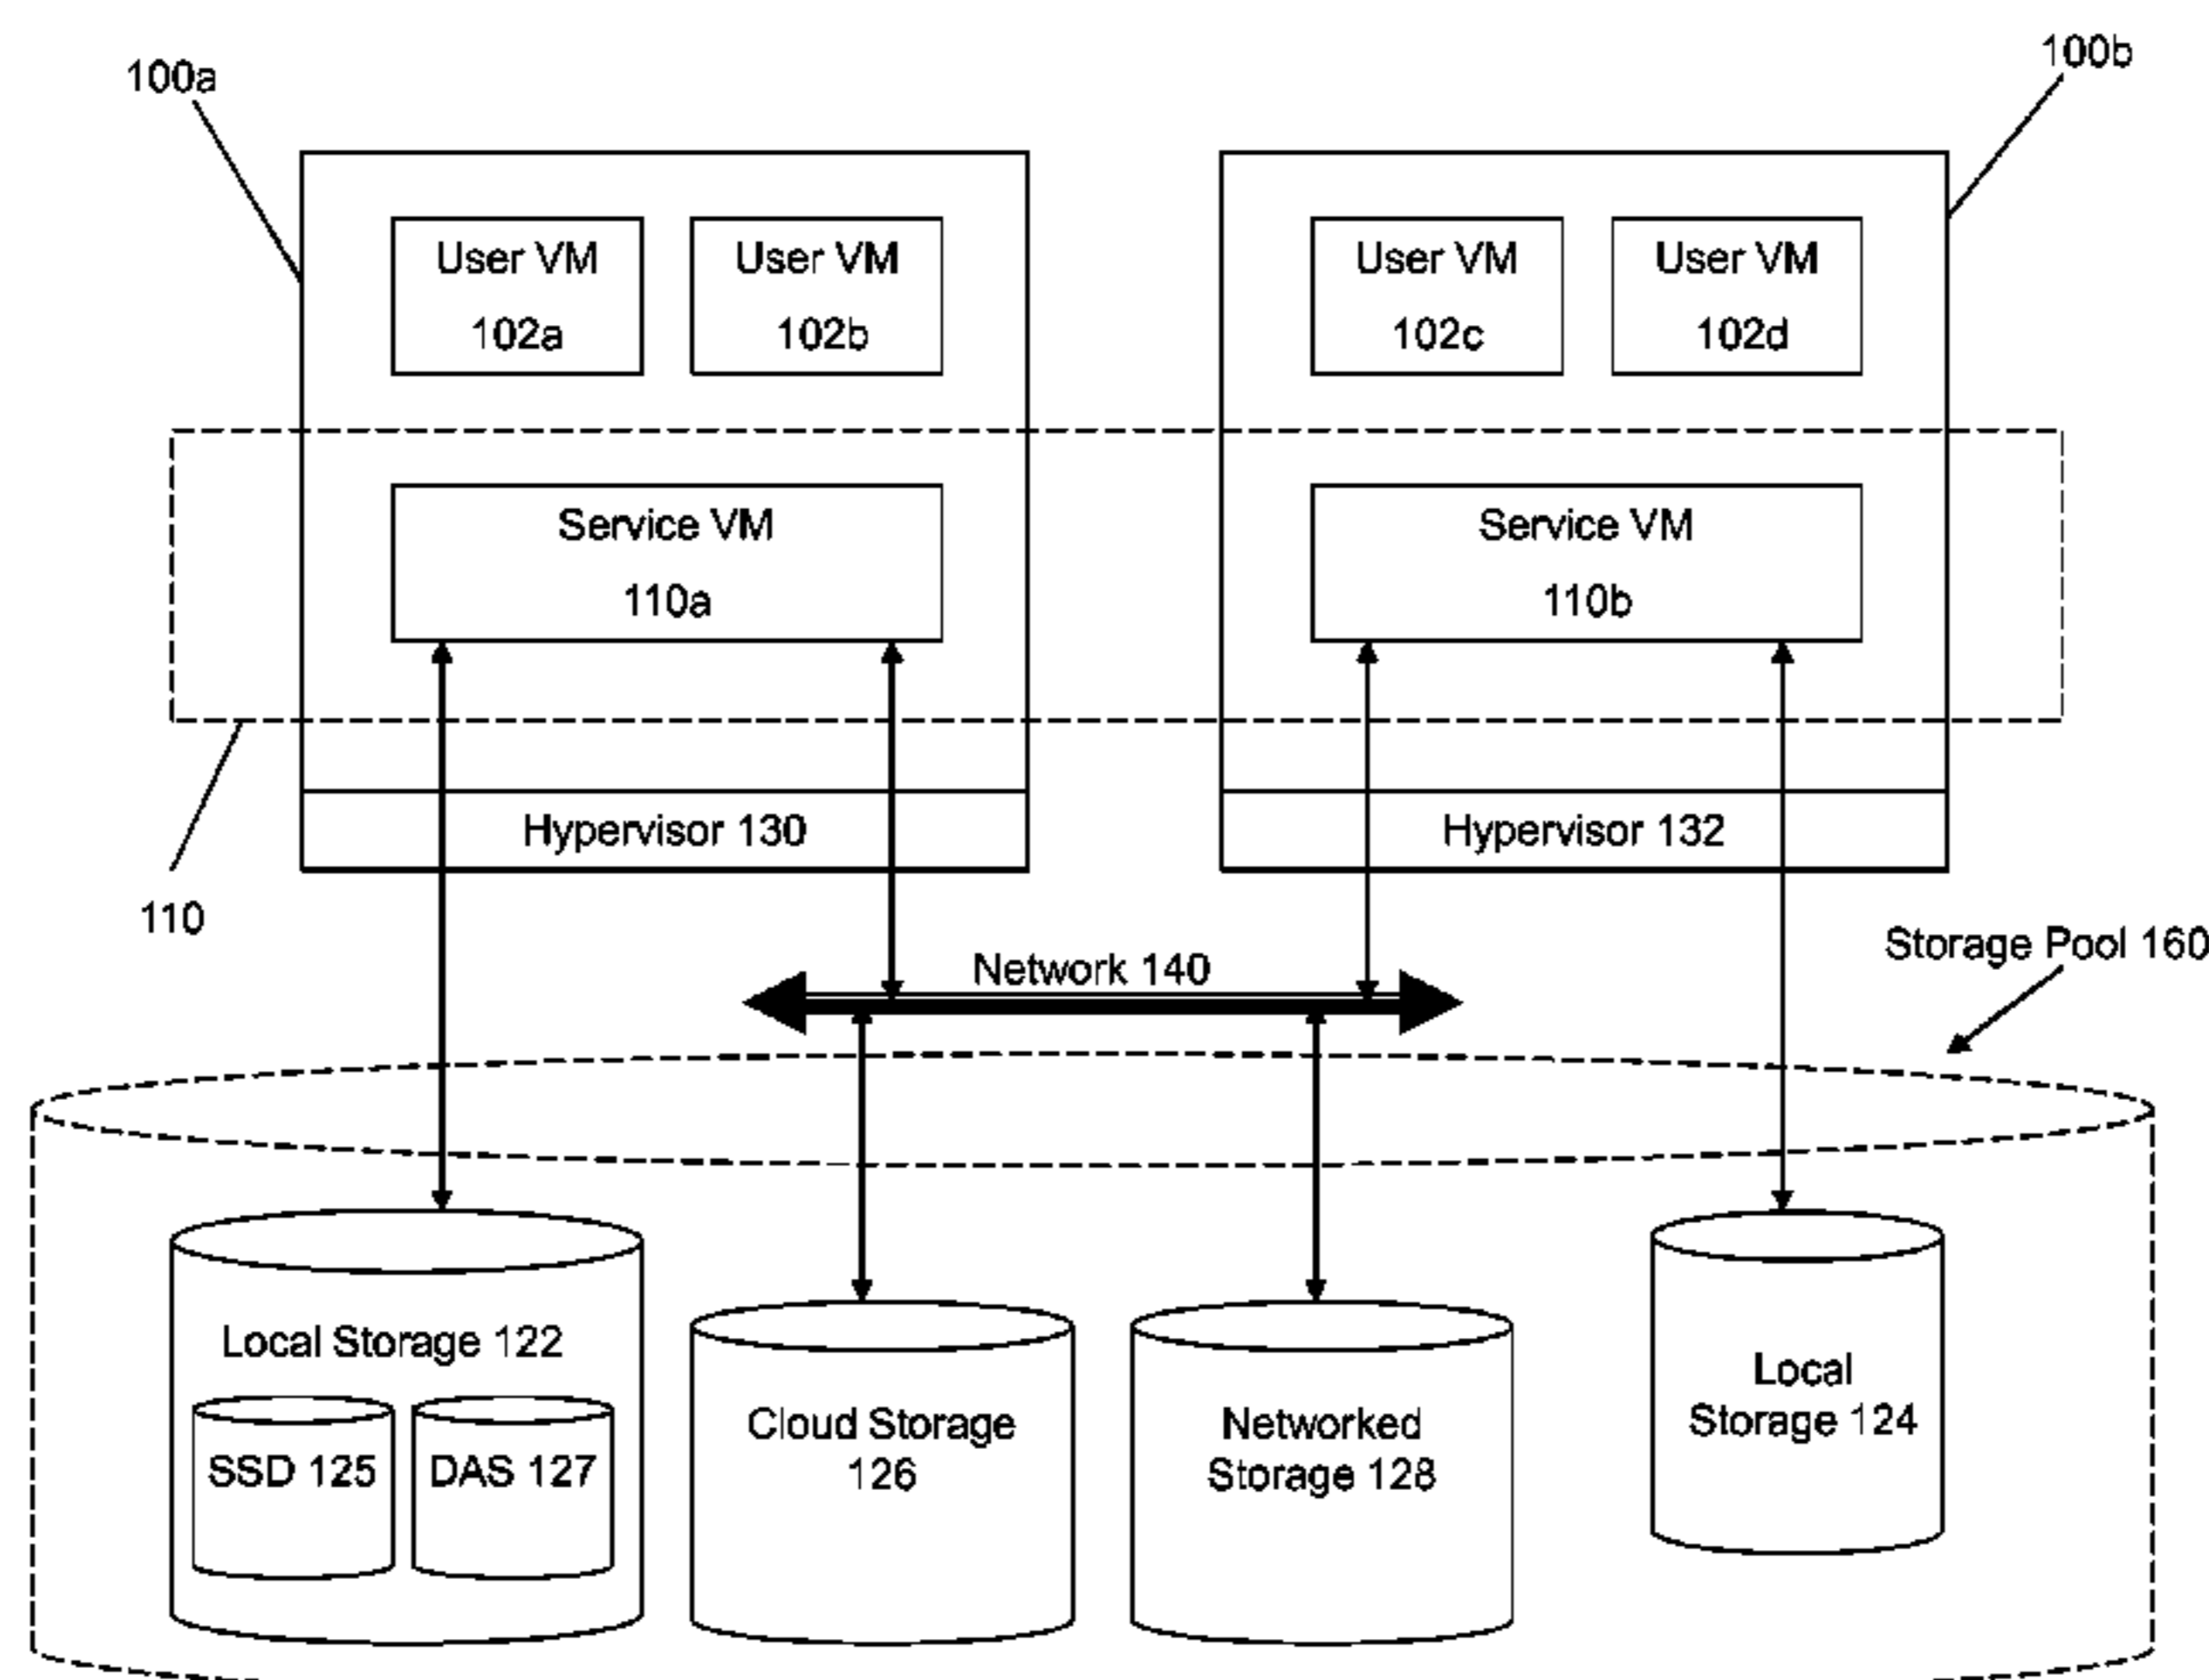 100a
100b
User VM
102a
User VM
102b
User VM
102c
User VM
102d
Service VM
110a
Service VM
110b
Hypervisor 130
Hypervisor 132
110
Storage Pool 160
Network 140
Local Storage 122
SSD 125
DAS 127
Cloud Storage
126
Networked
Storage 128
Local
Storage 124